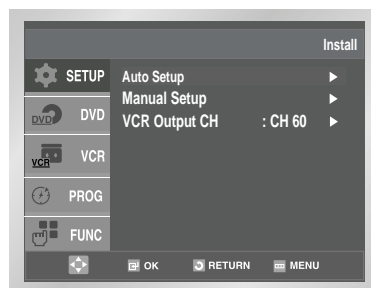 Install
SETUP
Auto Setup
Manual Setup
VCR Output CH : CH 60
DVD DVD
VCR VCR
PROG
FUNC
OK RETURN MENU